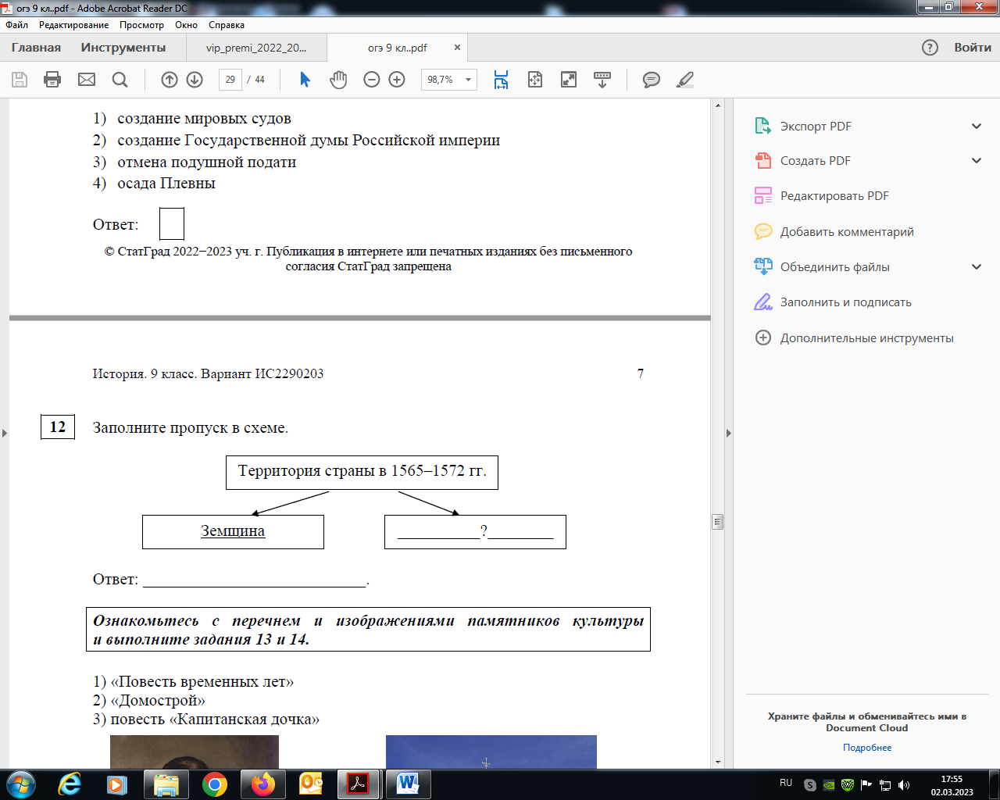 огэ 9 кл..pdf - Adobe Acrobat Reader DC
Файл Редактирование Просмотр Окно Справка
Главная Инструменты vip_premi_2022_20... огэ 9 кл..pdf × ? Войти
29 / 44 98,7%
1) создание мировых судов
2) создание Государственной думы Российской империи
3) отмена подушной подати
4) осада Плевны
Ответ:
© СтатГрад 2022−2023 уч. г. Публикация в интернете или печатных изданиях без письменного
согласия СтатГрад запрещена
История. 9 класс. Вариант ИС2290203 7
12 Заполните пропуск в схеме.
Территория страны в 1565–1572 гг.
Земщина __________?________
Ответ: ___________________________.
Ознакомьтесь с перечнем и изображениями памятников культуры
и выполните задания 13 и 14.
1) «Повесть временных лет»
2) «Домострой»
3) повесть «Капитанская дочка»
Экспорт PDF
Создать PDF
Редактировать PDF
Добавить комментарий
Объединить файлы
Заполнить и подписать
Дополнительные инструменты
Храните файлы и обменивайтесь ими в
Document Cloud
Подробнее
RU 17:55
02.03.2023